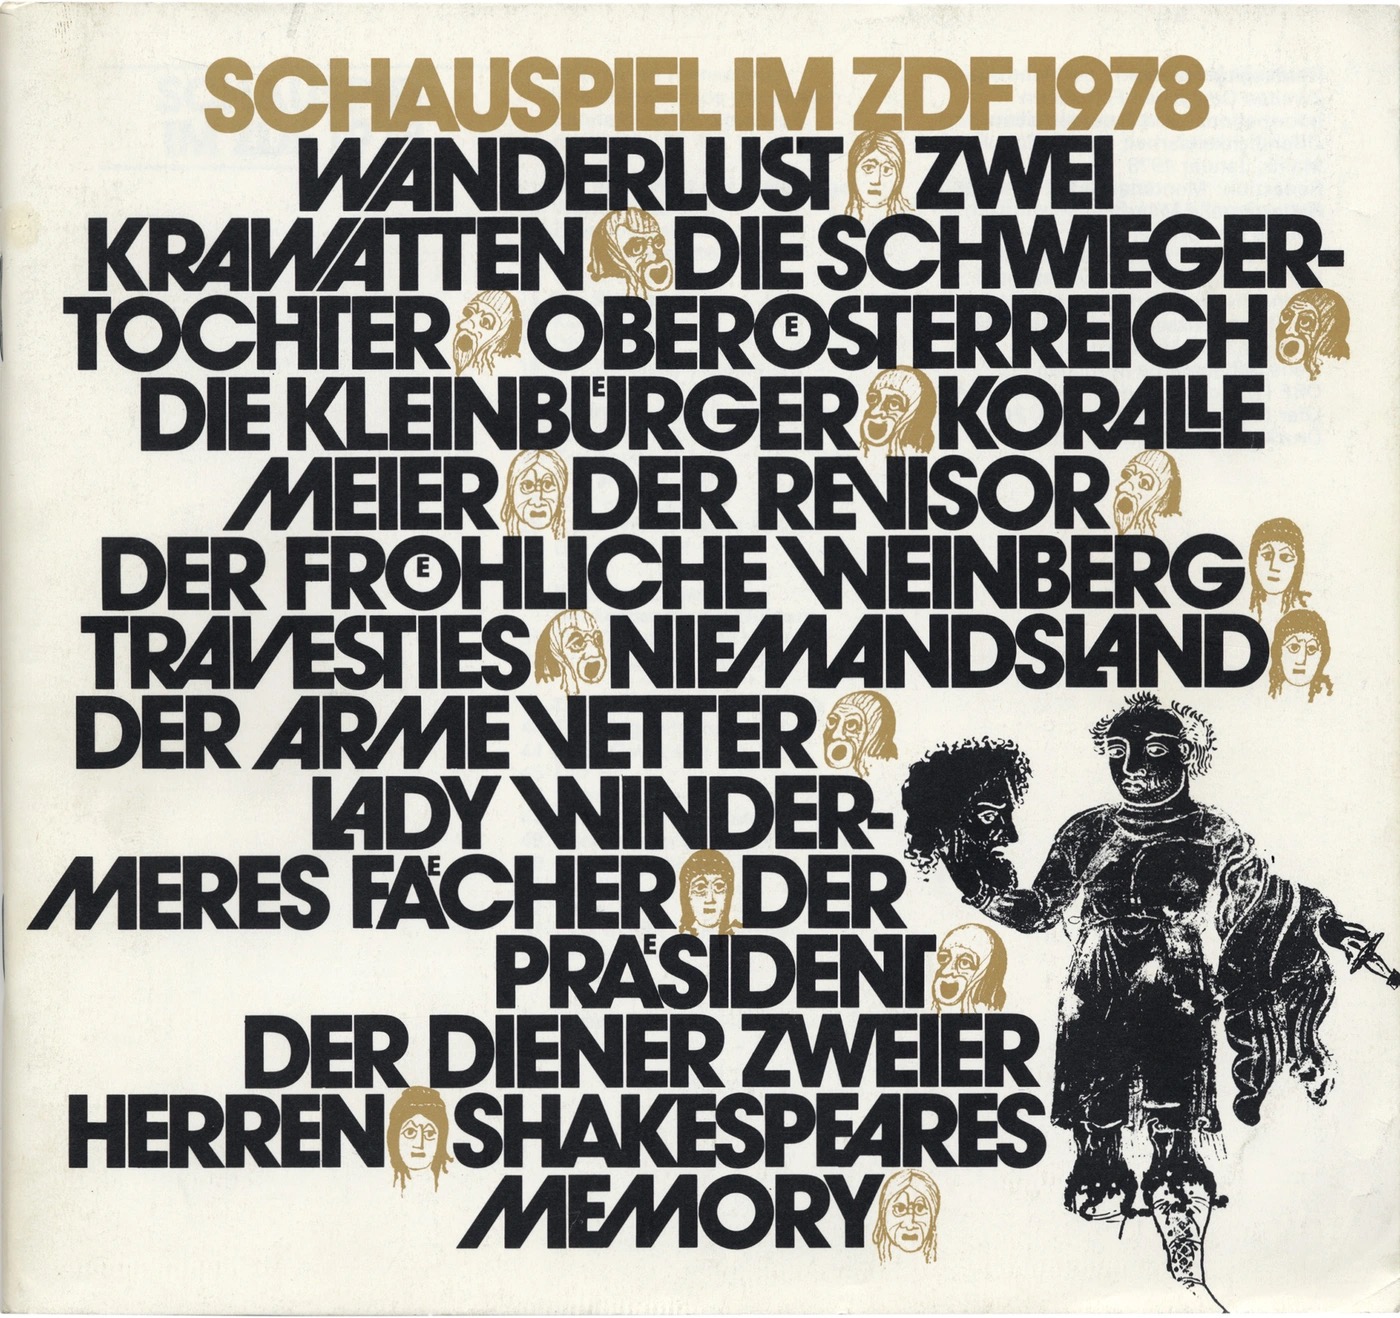 SCHAUSPIEL IM ZDF 1978
WANDERLUST ZWEI
KRAWATTEN DIE SCHWIEGER-
TOCHTER OBERÖSTERREICH
DIE KLEINBÜRGER KORALLE
MEIER DER REVISOR
DER FRÖHLICHE WEINBERG
TRAVESTIES NIEMANDSLAND
DER ARME VETTER
LADY WINDER-
MERES FÄCHER DER
PRÄSIDENT
DER DIENER ZWEIER
HERREN SHAKESPEARES
MEMORY